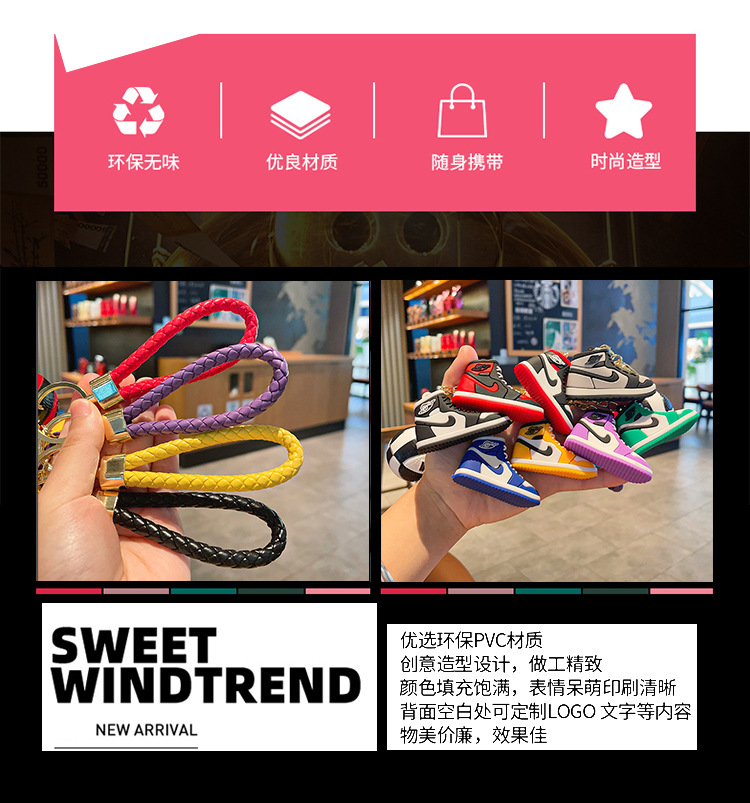 环保无味
优良材质
随身携带
时尚造型
SWEET
WINDTREND
NEW ARRIVAL
优选环保PVC材质
创意造型设计，做工精致
颜色填充饱满，表情呆萌印刷清晰
背面空白处可定制LOGO 文字等内容
物美价廉，效果佳